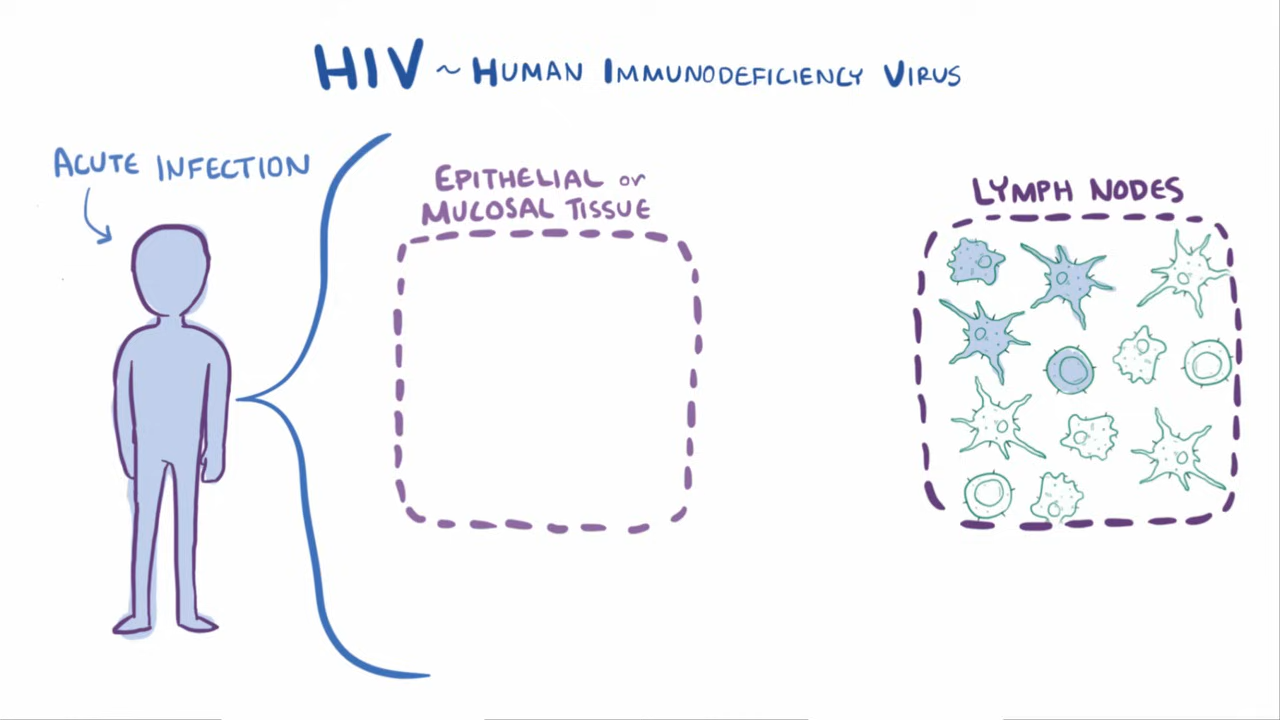 HIV ~ HUMAN IMMUNODEFICIENCY VIRUS
ACUTE INFECTION
EPITHELIAL or
MUCOSAL TISSUE
LYMPH NODES